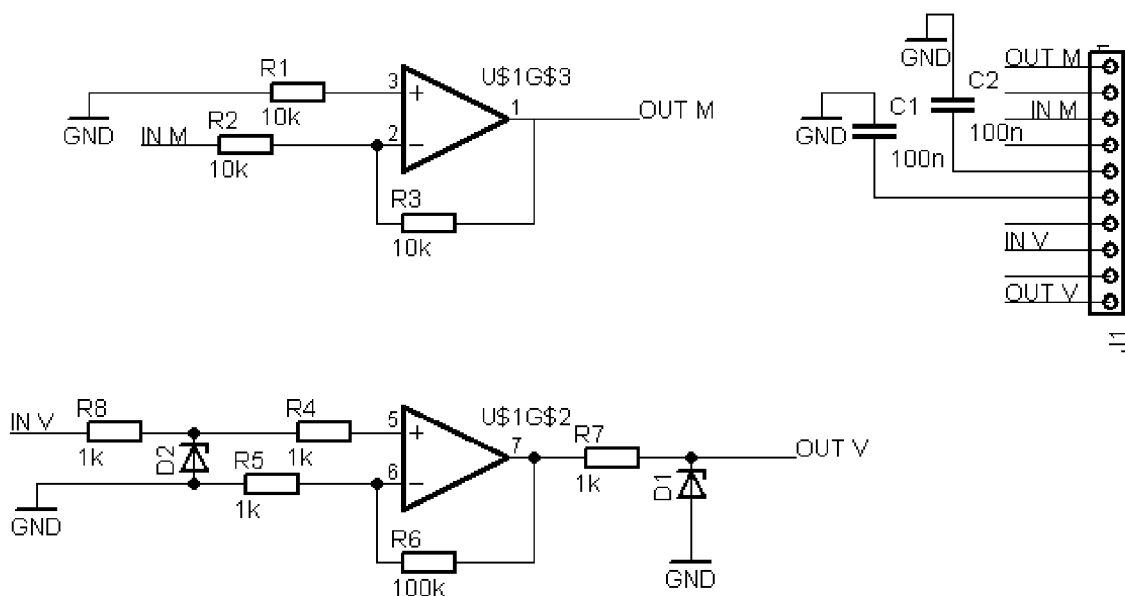 R1
3
U$1G$3
+
1
OUT M
GND
R2
10k
IN M
2
−
10k
R3
10k
GND
C2
C1
100n
GND
100n
1
OUT M
IN M
IN V
OUT V
J1
IN V
R8
1k
D2
R4
1k
5
+
U$1G$2
7
R7
1k
OUT V
R5
1k
6
−
D1
GND
R6
100k
GND